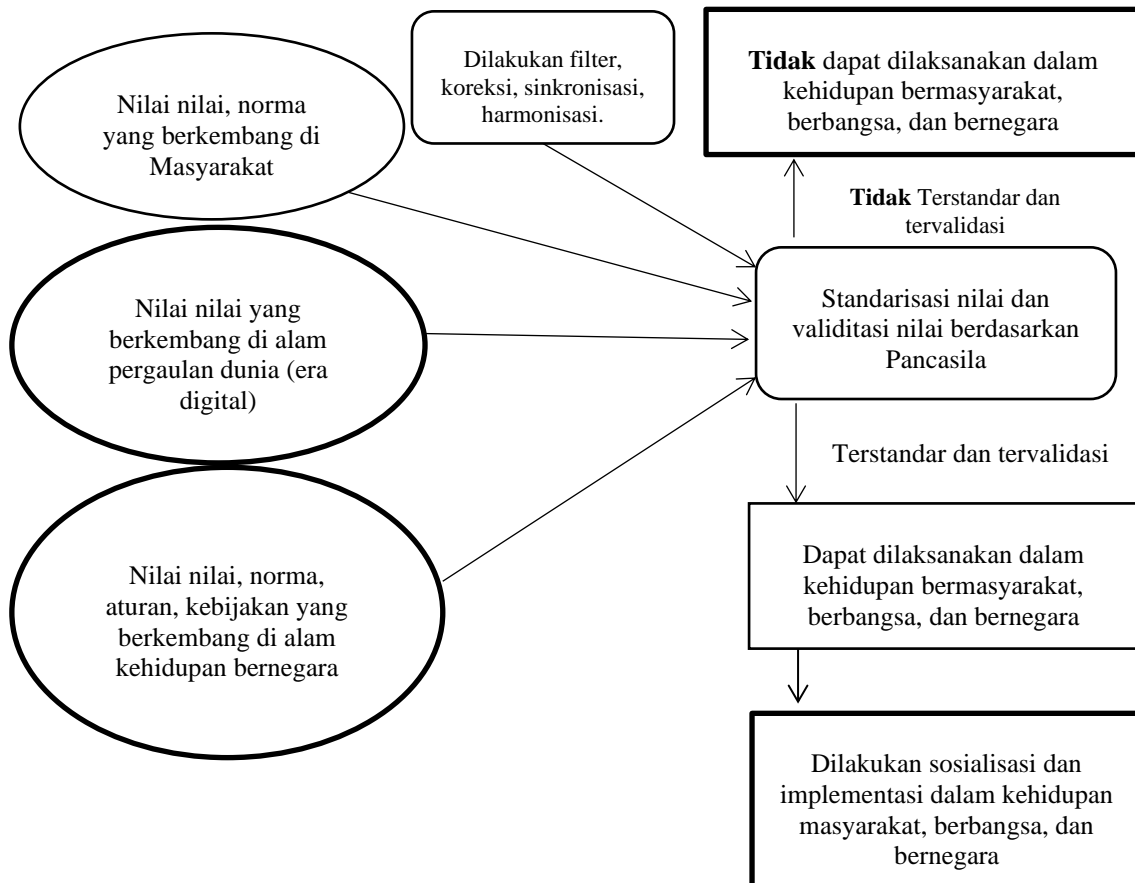 Nilai nilai, norma
yang berkembang di
Masyarakat
Dilakukan filter,
koreksi, sinkronisasi,
harmonisasi.
Tidak dapat dilaksanakan dalam
kehidupan bermasyarakat,
berbangsa, dan bernegara
Tidak Terstandar dan
tervalidasi
Nilai nilai yang
berkembang di alam
pergaulan dunia (era
digital)
Standarisasi nilai dan
validitasi nilai berdasarkan
Pancasila
Terstandar dan tervalidasi
Nilai nilai, norma,
aturan, kebijakan yang
berkembang di alam
kehidupan bernegara
Dapat dilaksanakan dalam
kehidupan bermasyarakat,
berbangsa, dan bernegara
Dilakukan sosialisasi dan
implementasi dalam kehidupan
masyarakat, berbangsa, dan
bernegara